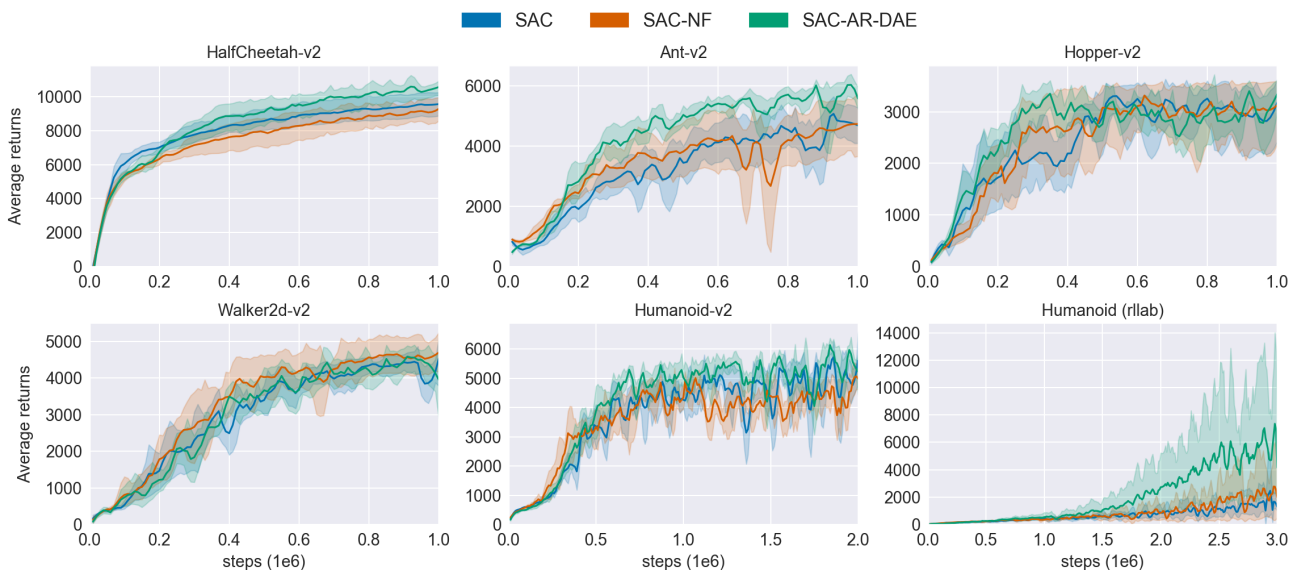 SAC SAC-NF SAC-AR-DAE
HalfCheetah-v2 Ant-v2 Hopper-v2
Average returns
10000
8000
6000
4000
2000
0
0.0 0.2 0.4 0.6 0.8 1.0
6000
4000
2000
0
0.0 0.2 0.4 0.6 0.8 1.0
3000
2000
1000
0
0.0 0.2 0.4 0.6 0.8 1.0
Walker2d-v2 Humanoid-v2 Humanoid (rllab)
Average returns
5000
4000
3000
2000
1000
0
0.0 0.2 0.4 0.6 0.8 1.0
steps (1e6)
6000
5000
4000
3000
2000
1000
0
0.0 0.5 1.0 1.5 2.0
steps (1e6)
14000
12000
10000
8000
6000
4000
2000
0
0.0 0.5 1.0 1.5 2.0 2.5 3.0
steps (1e6)